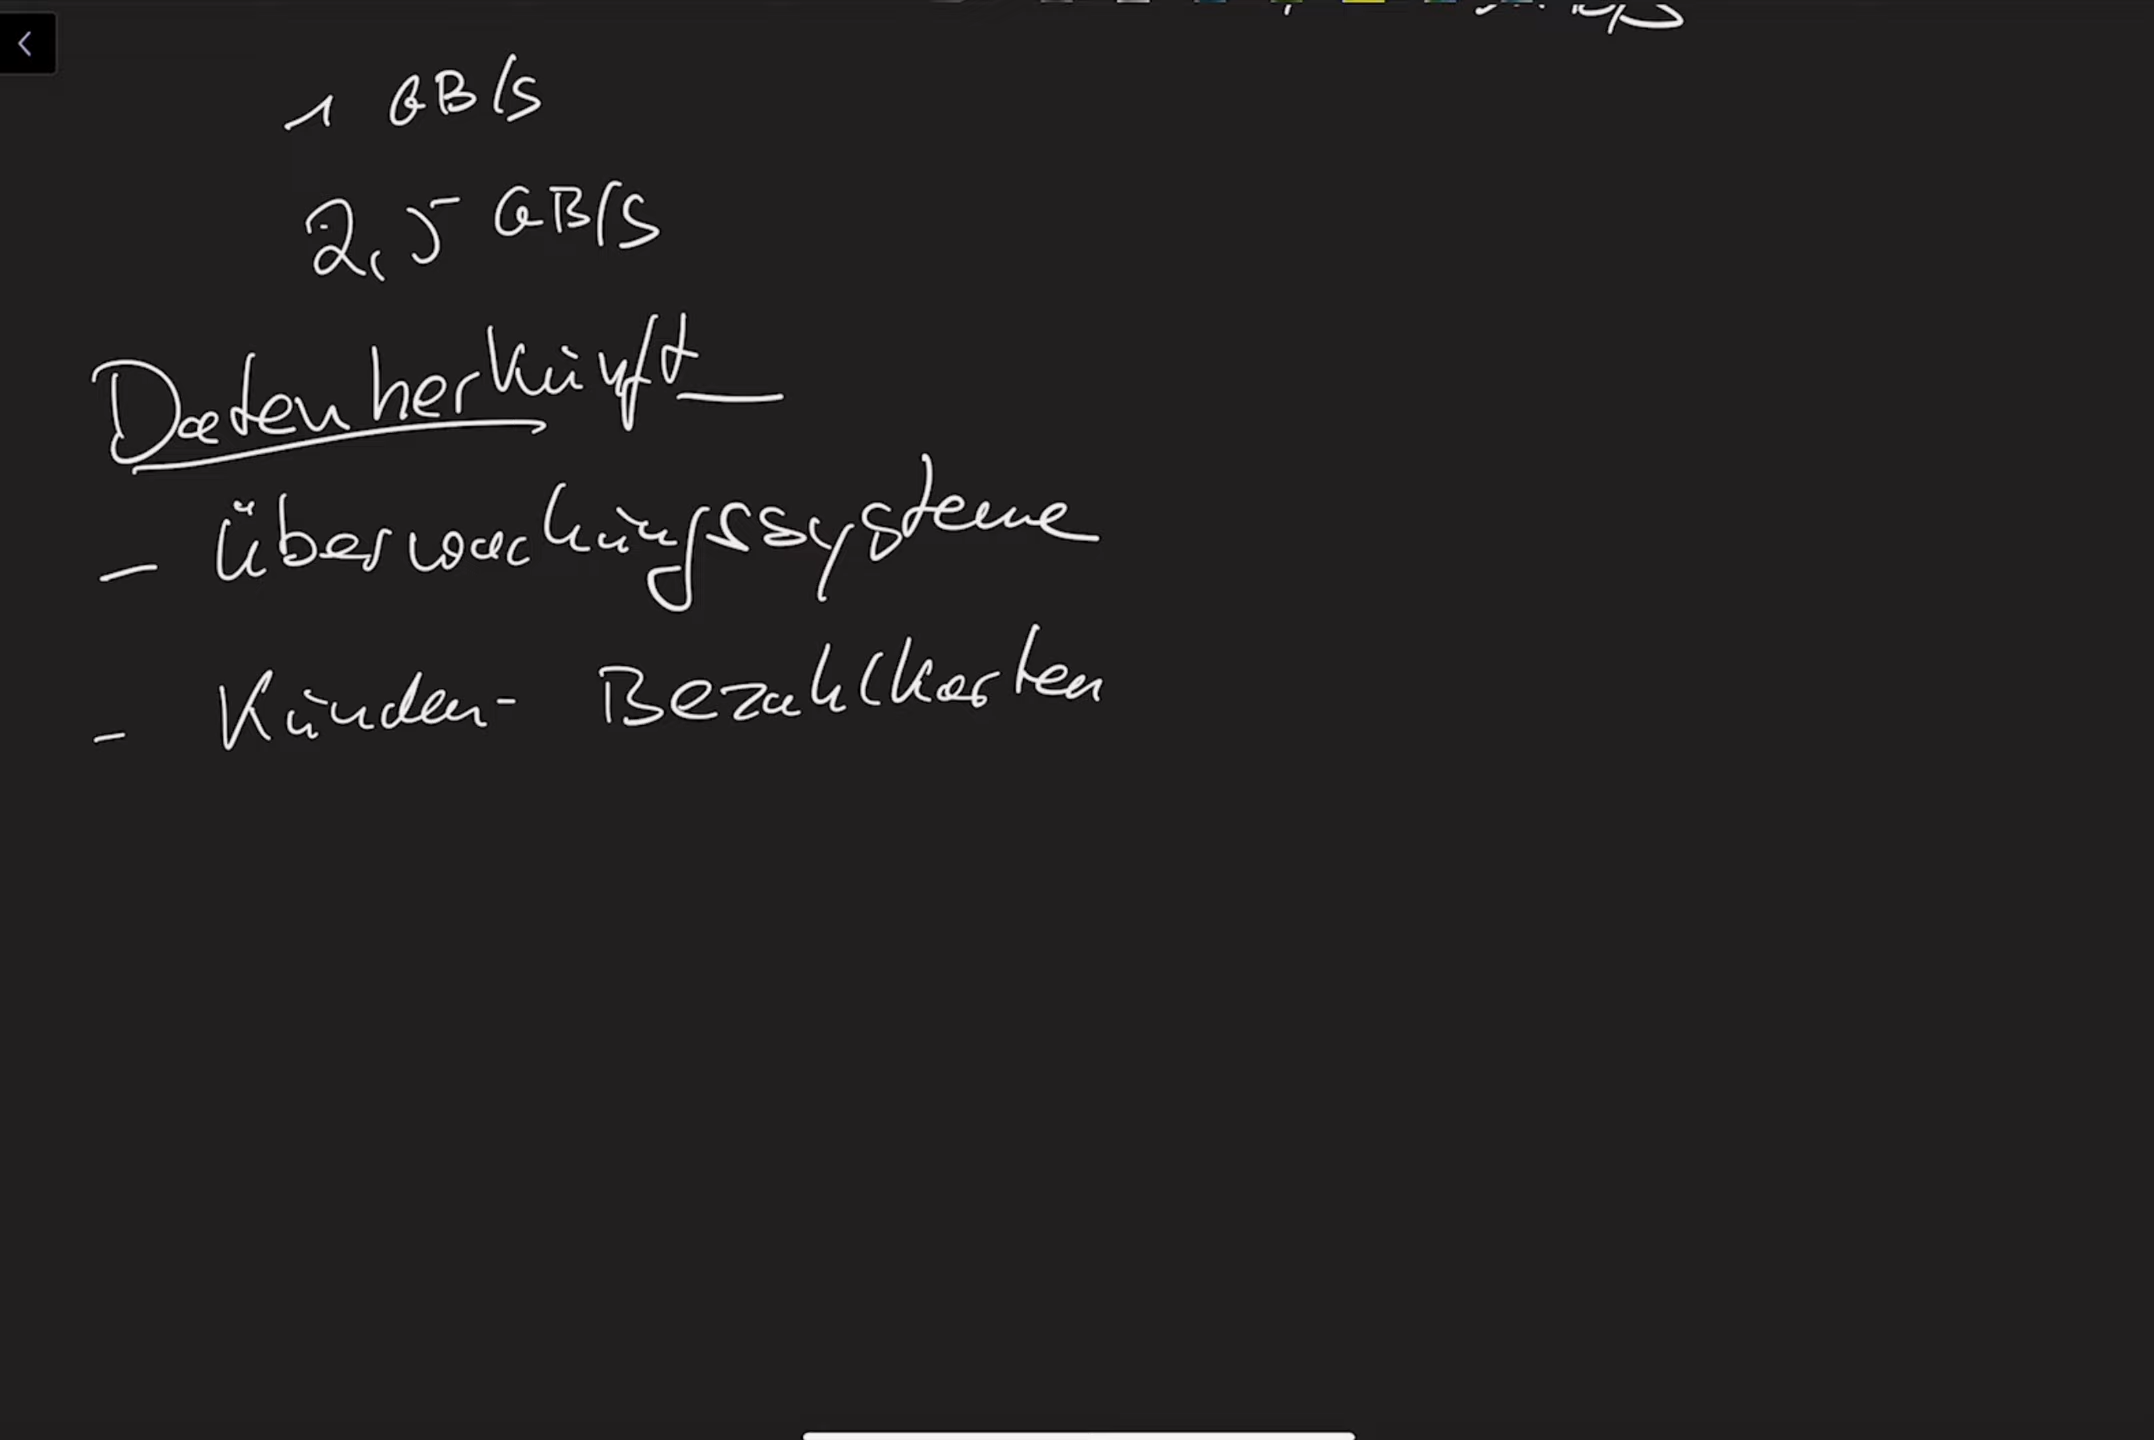 1 GB/s
2,5 GB/s
Datenherkunft
- Überwachungssysteme
- Kunden- Bezahlkarten